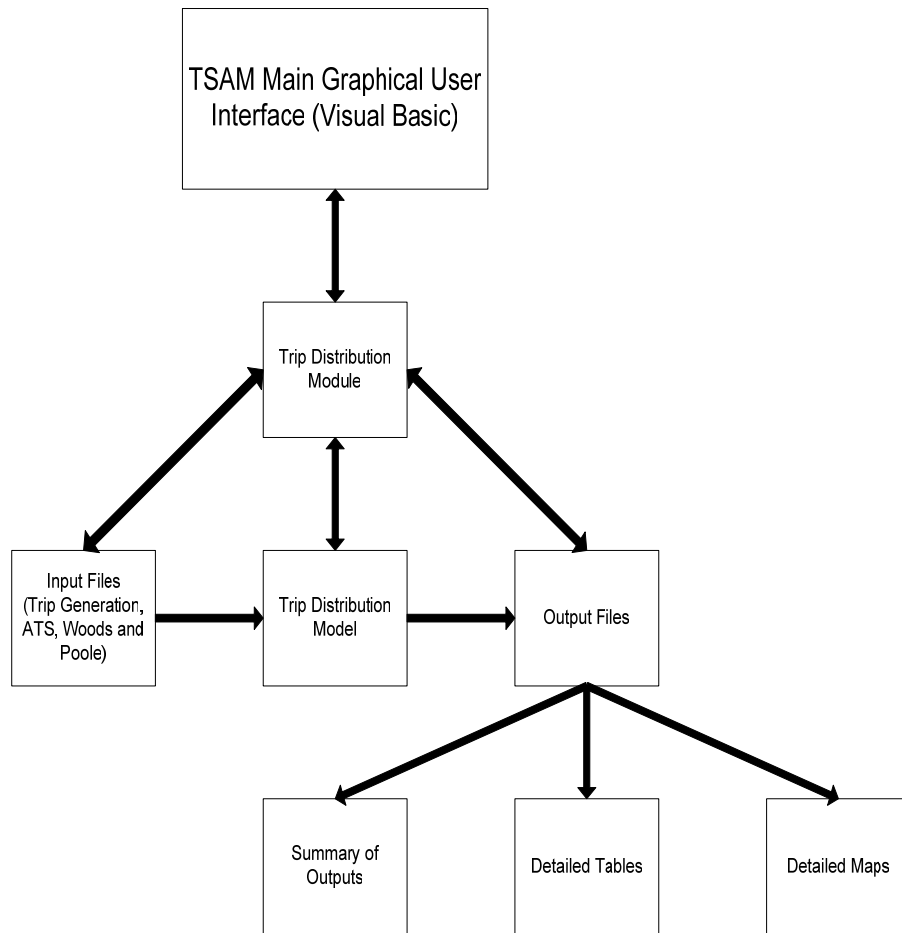 TSAM Main Graphical User
Interface (Visual Basic)
Trip Distribution
Module
Input Files
(Trip Generation,
ATS, Woods and
Poole)
Trip Distribution
Model
Output Files
Summary of
Outputs
Detailed Tables
Detailed Maps